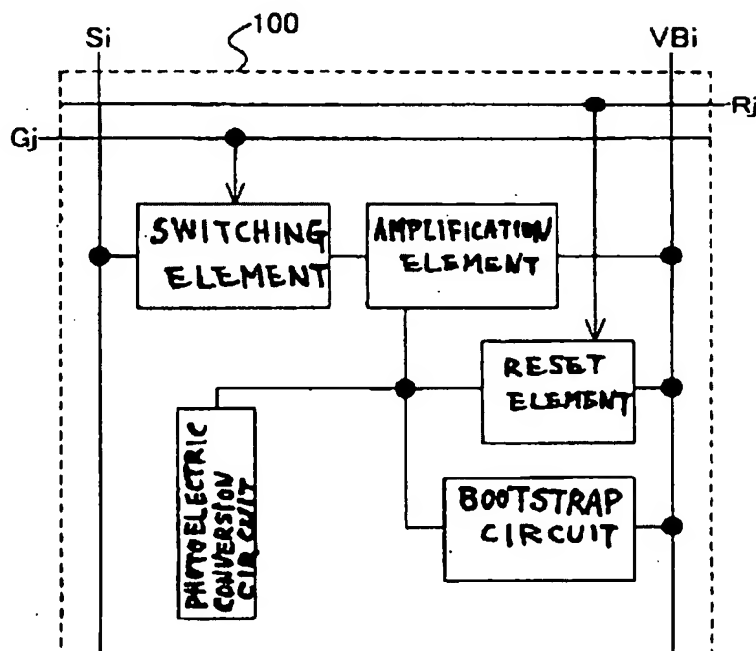 Si
100
VBi
Rj
Gj
SWITCHING
ELEMENT
AMPLIFICATION
ELEMENT
RESET
ELEMENT
PHOTOELECTRIC
CONVERSION
CIRCUIT
BOOTSTRAP
CIRCUIT